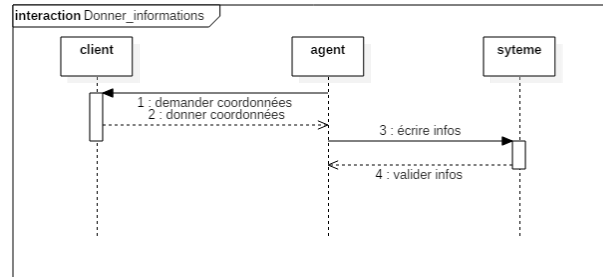 interaction Donner_informations
client
agent
syteme
1 : demander coordonnées
2 : donner coordonnées
3 : écrire infos
4 : valider infos